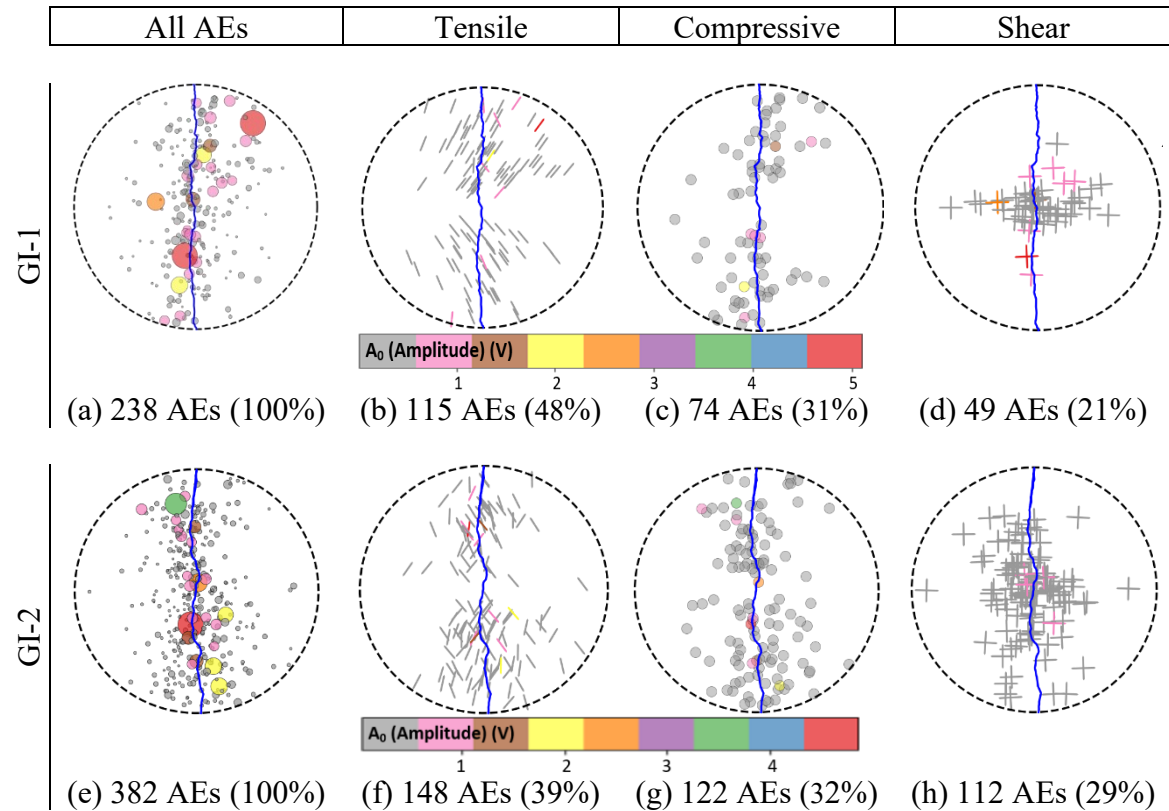 All AEs Tensile Compressive Shear
GI-1
A₀ (Amplitude) (V)
1 2 3 4 5
(a) 238 AEs (100%) (b) 115 AEs (48%) (c) 74 AEs (31%) (d) 49 AEs (21%)
GI-2
A₀ (Amplitude) (V)
1 2 3 4
(e) 382 AEs (100%) (f) 148 AEs (39%) (g) 122 AEs (32%) (h) 112 AEs (29%)